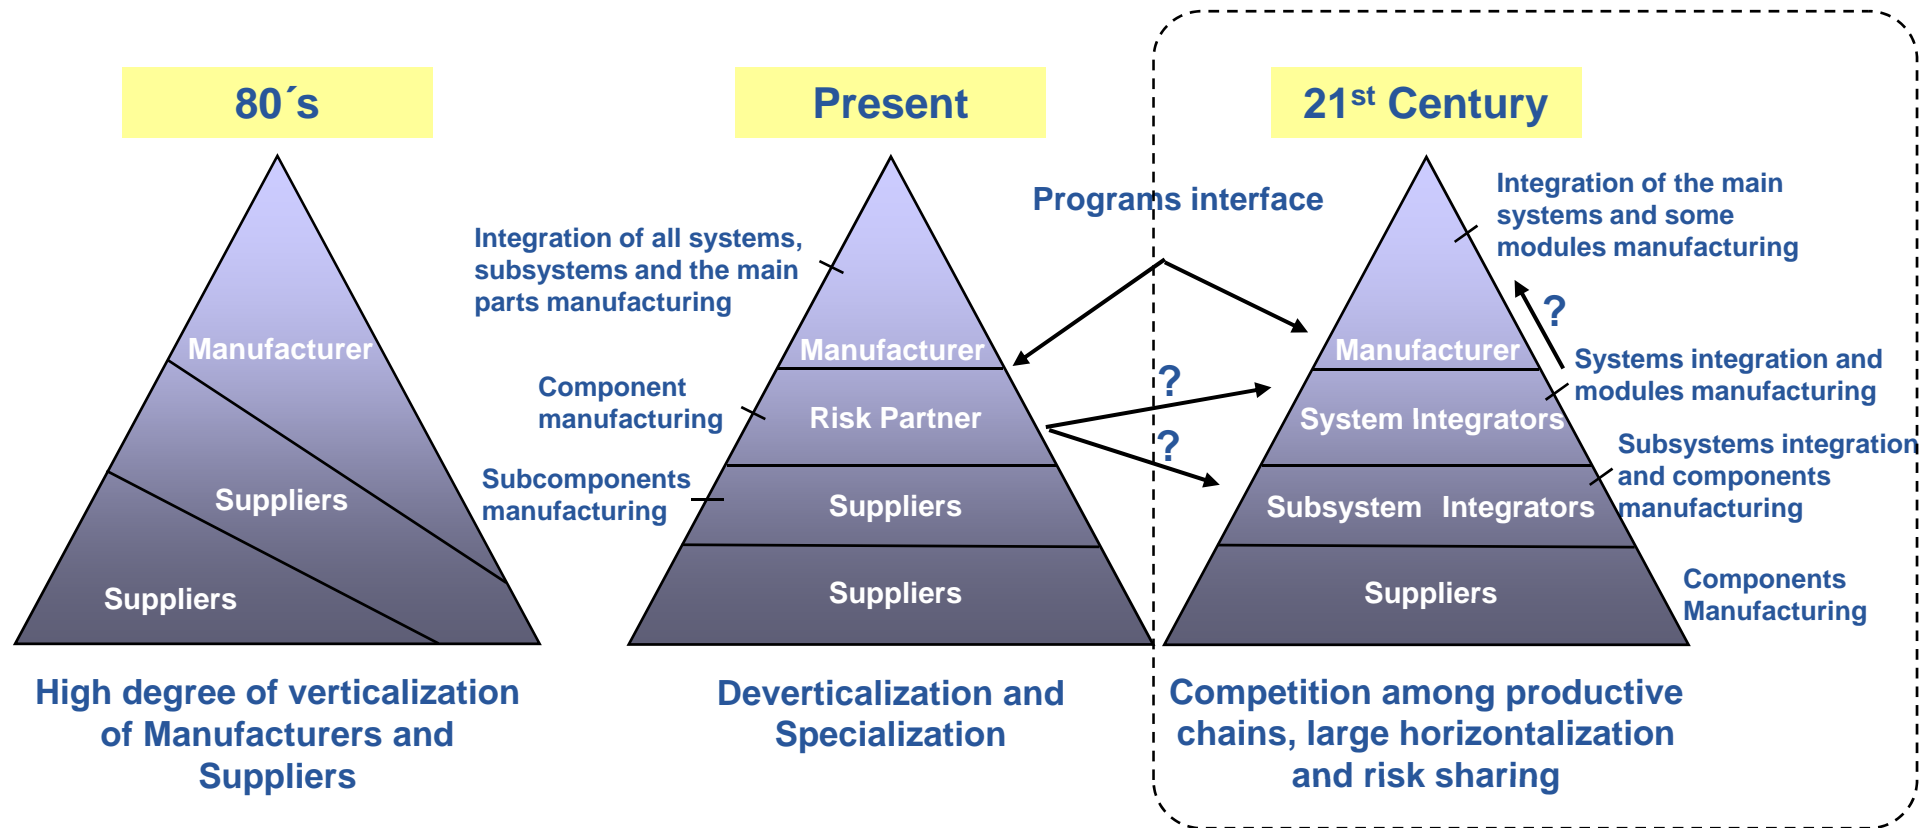 80´s
Present
21st Century
Programs interface
Integration of the main
systems and some
modules manufacturing
Integration of all systems,
subsystems and the main
parts manufacturing
?
Manufacturer
Manufacturer
Manufacturer
Systems integration and
modules manufacturing
Component
manufacturing
?
Risk Partner
System Integrators
?
Subsystems integration
and components
manufacturing
Subcomponents
manufacturing
Suppliers
Suppliers
Subsystem Integrators
Suppliers
Suppliers
Suppliers
Components
Manufacturing
High degree of verticalization
of Manufacturers and
Suppliers
Deverticalization and
Specialization
Competition among productive
chains, large horizontalization
and risk sharing